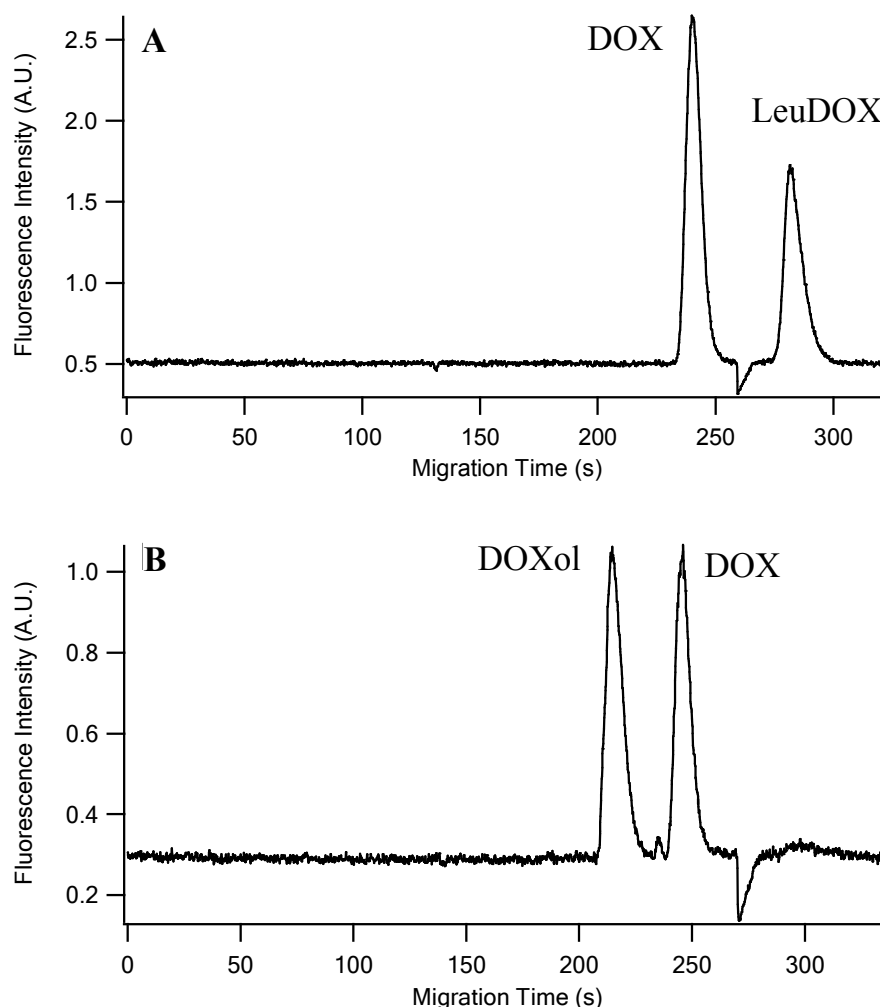 A
DOX
LeuDOX
Fluorescence Intensity (A.U.)
2.5
2.0
1.5
1.0
0.5
0 50 100 150 200 250 300
Migration Time (s)
B
DOXol
DOX
Fluorescence Intensity (A.U.)
1.0
0.8
0.6
0.4
0.2
0 50 100 150 200 250 300
Migration Time (s)